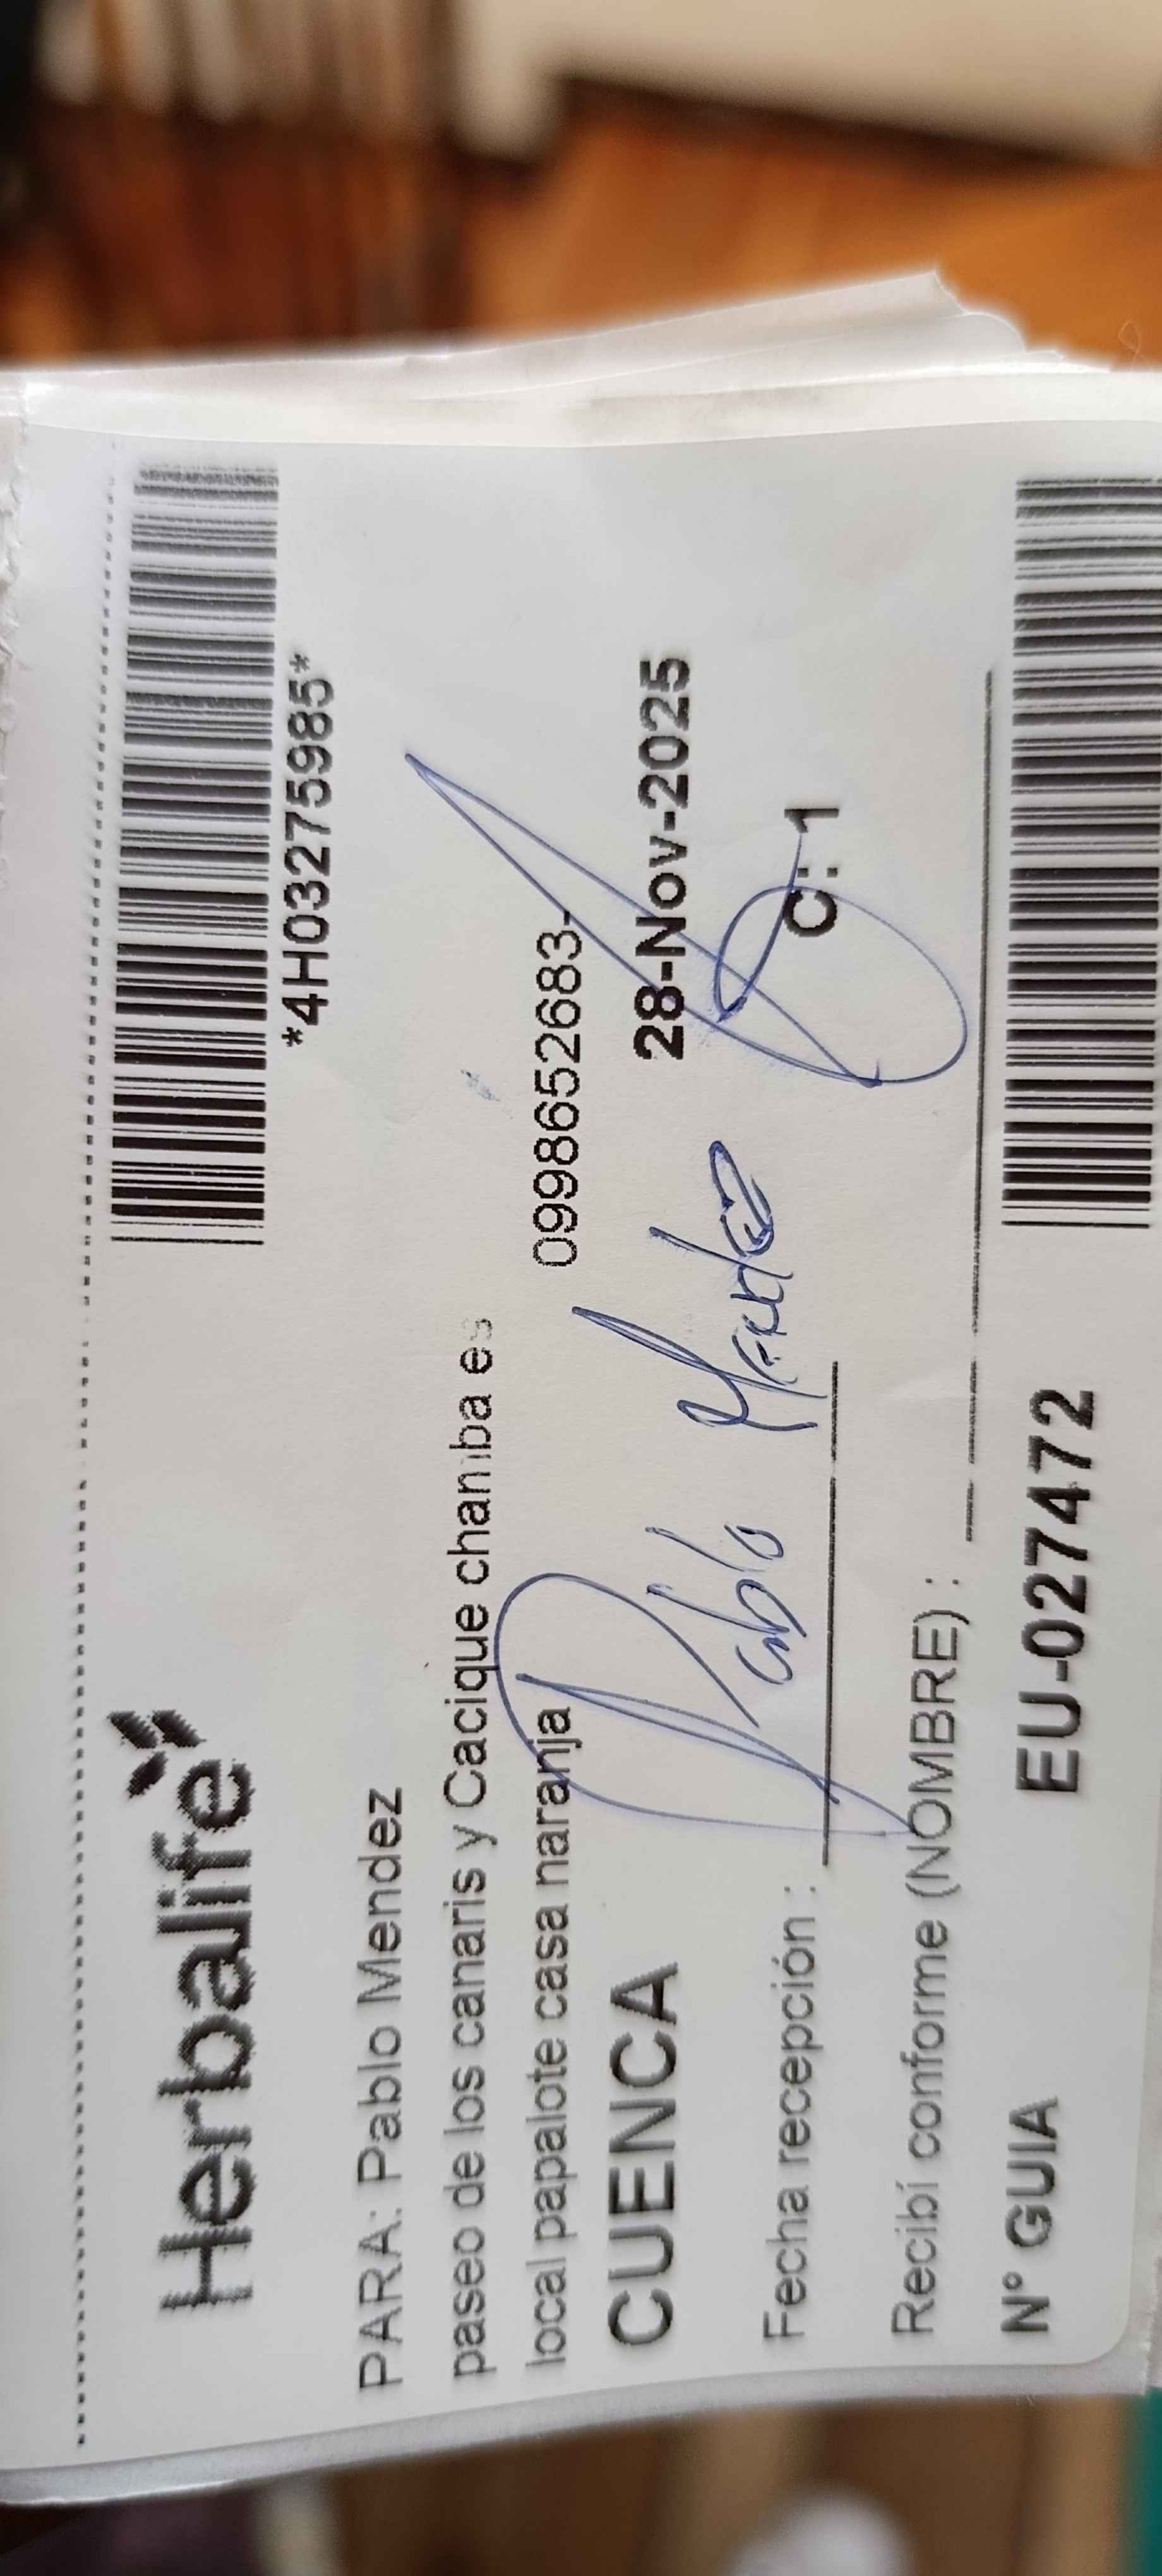 Herbalife
*4H03275985*
PARA: Pablo Mendez
paseo de los canaris y Cacique chamba es
local papalote casa naranja 0998652683-
CUENCA 28-Nov-2025
Pablo Mendez
Fecha recepción : C: 1
Recibí conforme (NOMBRE) :
N° GUIA EU-027472